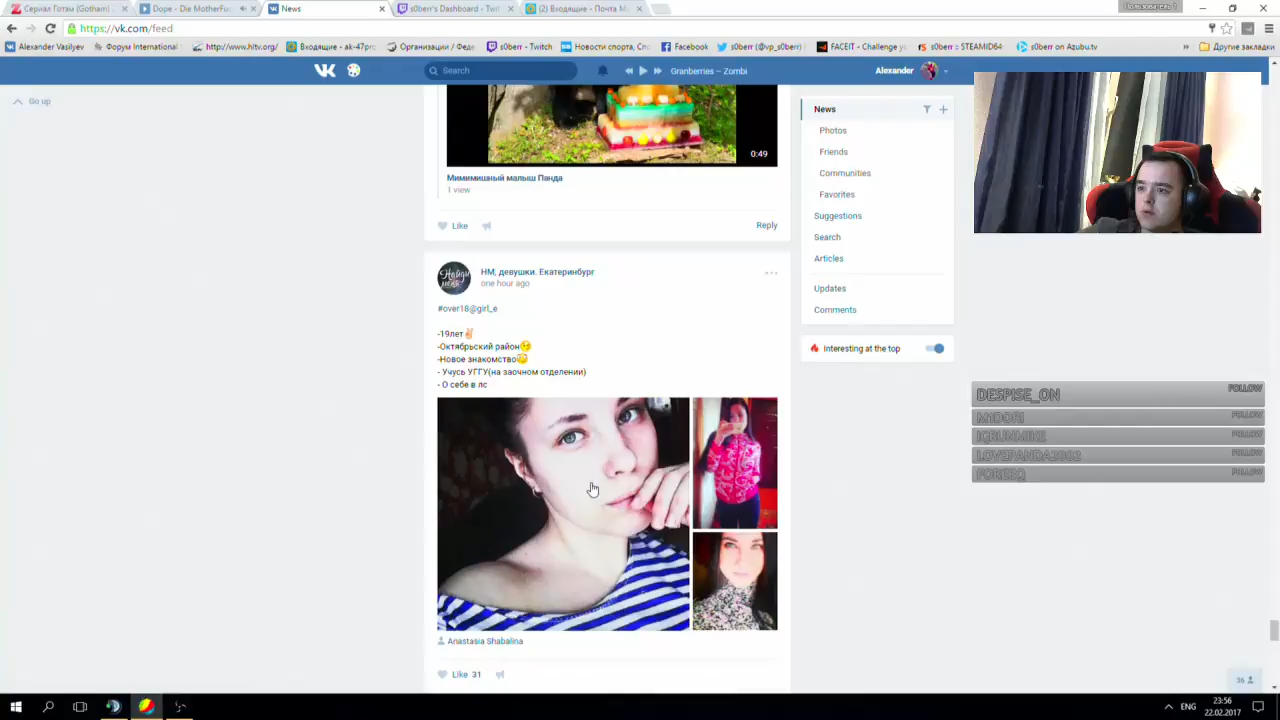 Сериал Готэм (Gotham)
Dope - Die MotherFu
News
s0berr's Dashboard - Twit
(2) Входящие - Почта M
https://vk.com/feed
Alexander Vasilyev
Форум International
http://www.hltv.org/
Входящие - ak-47pro
Организации / Феде
s0berr - Twitch
Новости спорта, Спо
Facebook
s0berr (@vp_s0berr)
FACEIT - Challenge yo
s0berr :: STEAMID64
s0berr on Azubu.tv
Другие закладки
Search
Granberries – Zombi
Alexander
Go up
0:49
Мимимишный малыш Панда
1 view
Like
Reply
НМ, девушки. Екатеринбург
one hour ago
#over18@girl_e
-19лет
-Октябрьский район
-Новое знакомство
- Учусь УГГУ(на заочном отделении)
- О себе в лс
Anastasia Shabalina
Like 31
News
Photos
Friends
Communities
Favorites
Suggestions
Search
Articles
Updates
Comments
Interesting at the top
DESPISE_ON FOLLOW
M1DORI FOLLOW
FOLLOW
LOVEPANDA2002 FOLLOW
FOREEQ FOLLOW
36
ENG
23:56
22.02.2017